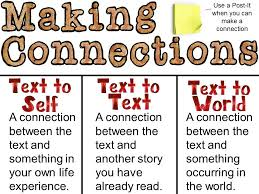 Making
Connections
... Use a Post-It
when you can
make a
connection
Text to
Self
A connection
between the
text and
something in
your own life
experience.
Text to
Text
A connection
between the
text and
another story
you have
already read.
Text to
World
A connection
between the
text and
something
occurring in
the world.